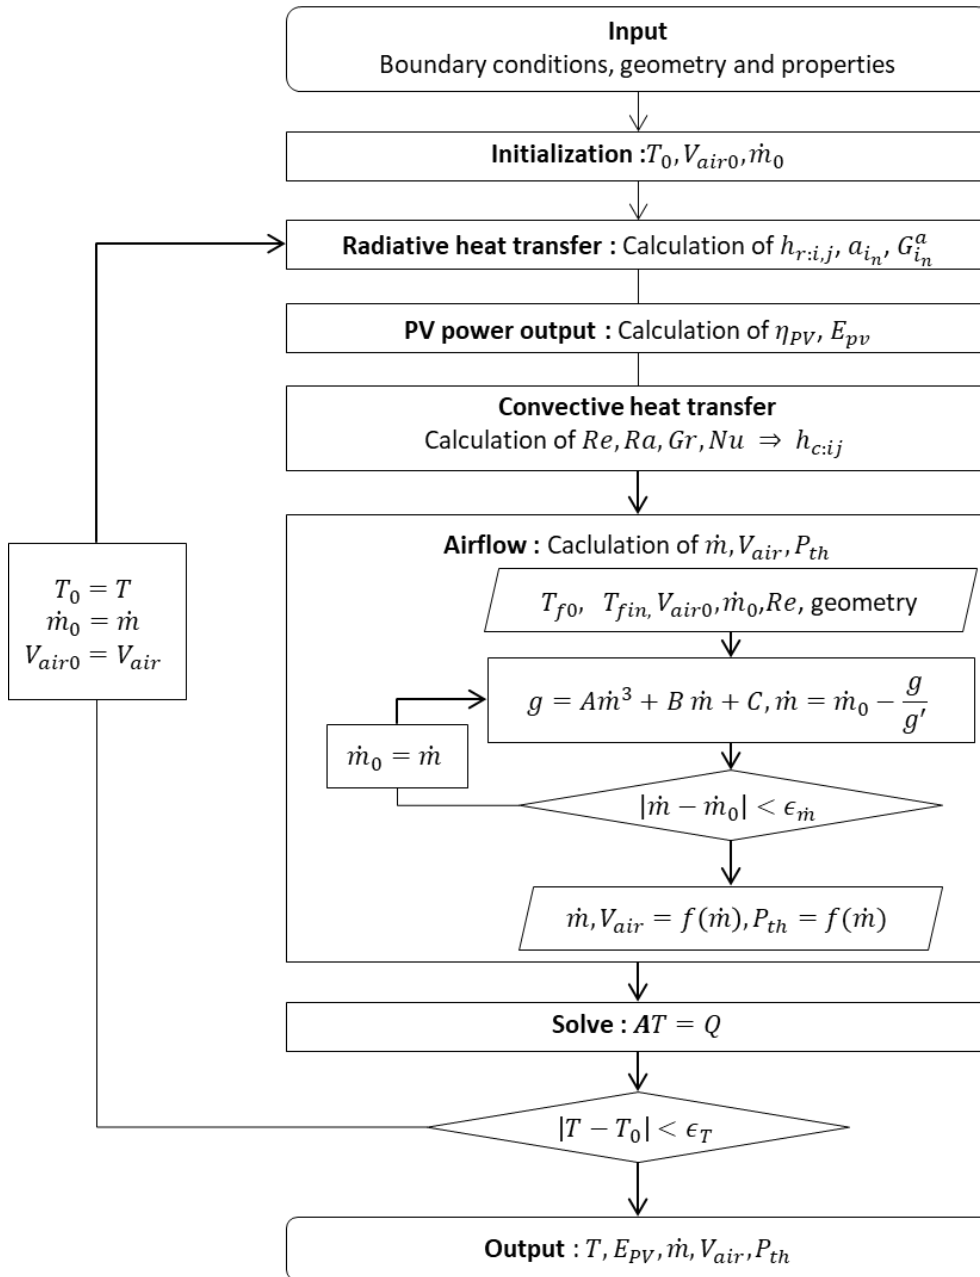 Input
Boundary conditions, geometry and properties
Initialization :T₀, V_air0, ṁ₀
Radiative heat transfer : Calculation of h_r:i,j, a_i_n, G^a_i_n
PV power output : Calculation of η_PV, E_pv
Convective heat transfer
Calculation of Re, Ra, Gr, Nu ⇒ h_c:ij
Airflow : Caclulation of ṁ, V_air, P_th
T_f0, T_fin, V_air0, ṁ₀, Re, geometry
g = Aṁ³ + B ṁ + C, ṁ = ṁ₀ − g/g′
ṁ₀ = ṁ
|ṁ − ṁ₀| < ϵ_ṁ
ṁ, V_air = f(ṁ), P_th = f(ṁ)
Solve : AT = Q
|T − T₀| < ϵ_T
T₀ = T
ṁ₀ = ṁ
V_air0 = V_air
Output : T, E_PV, ṁ, V_air, P_th